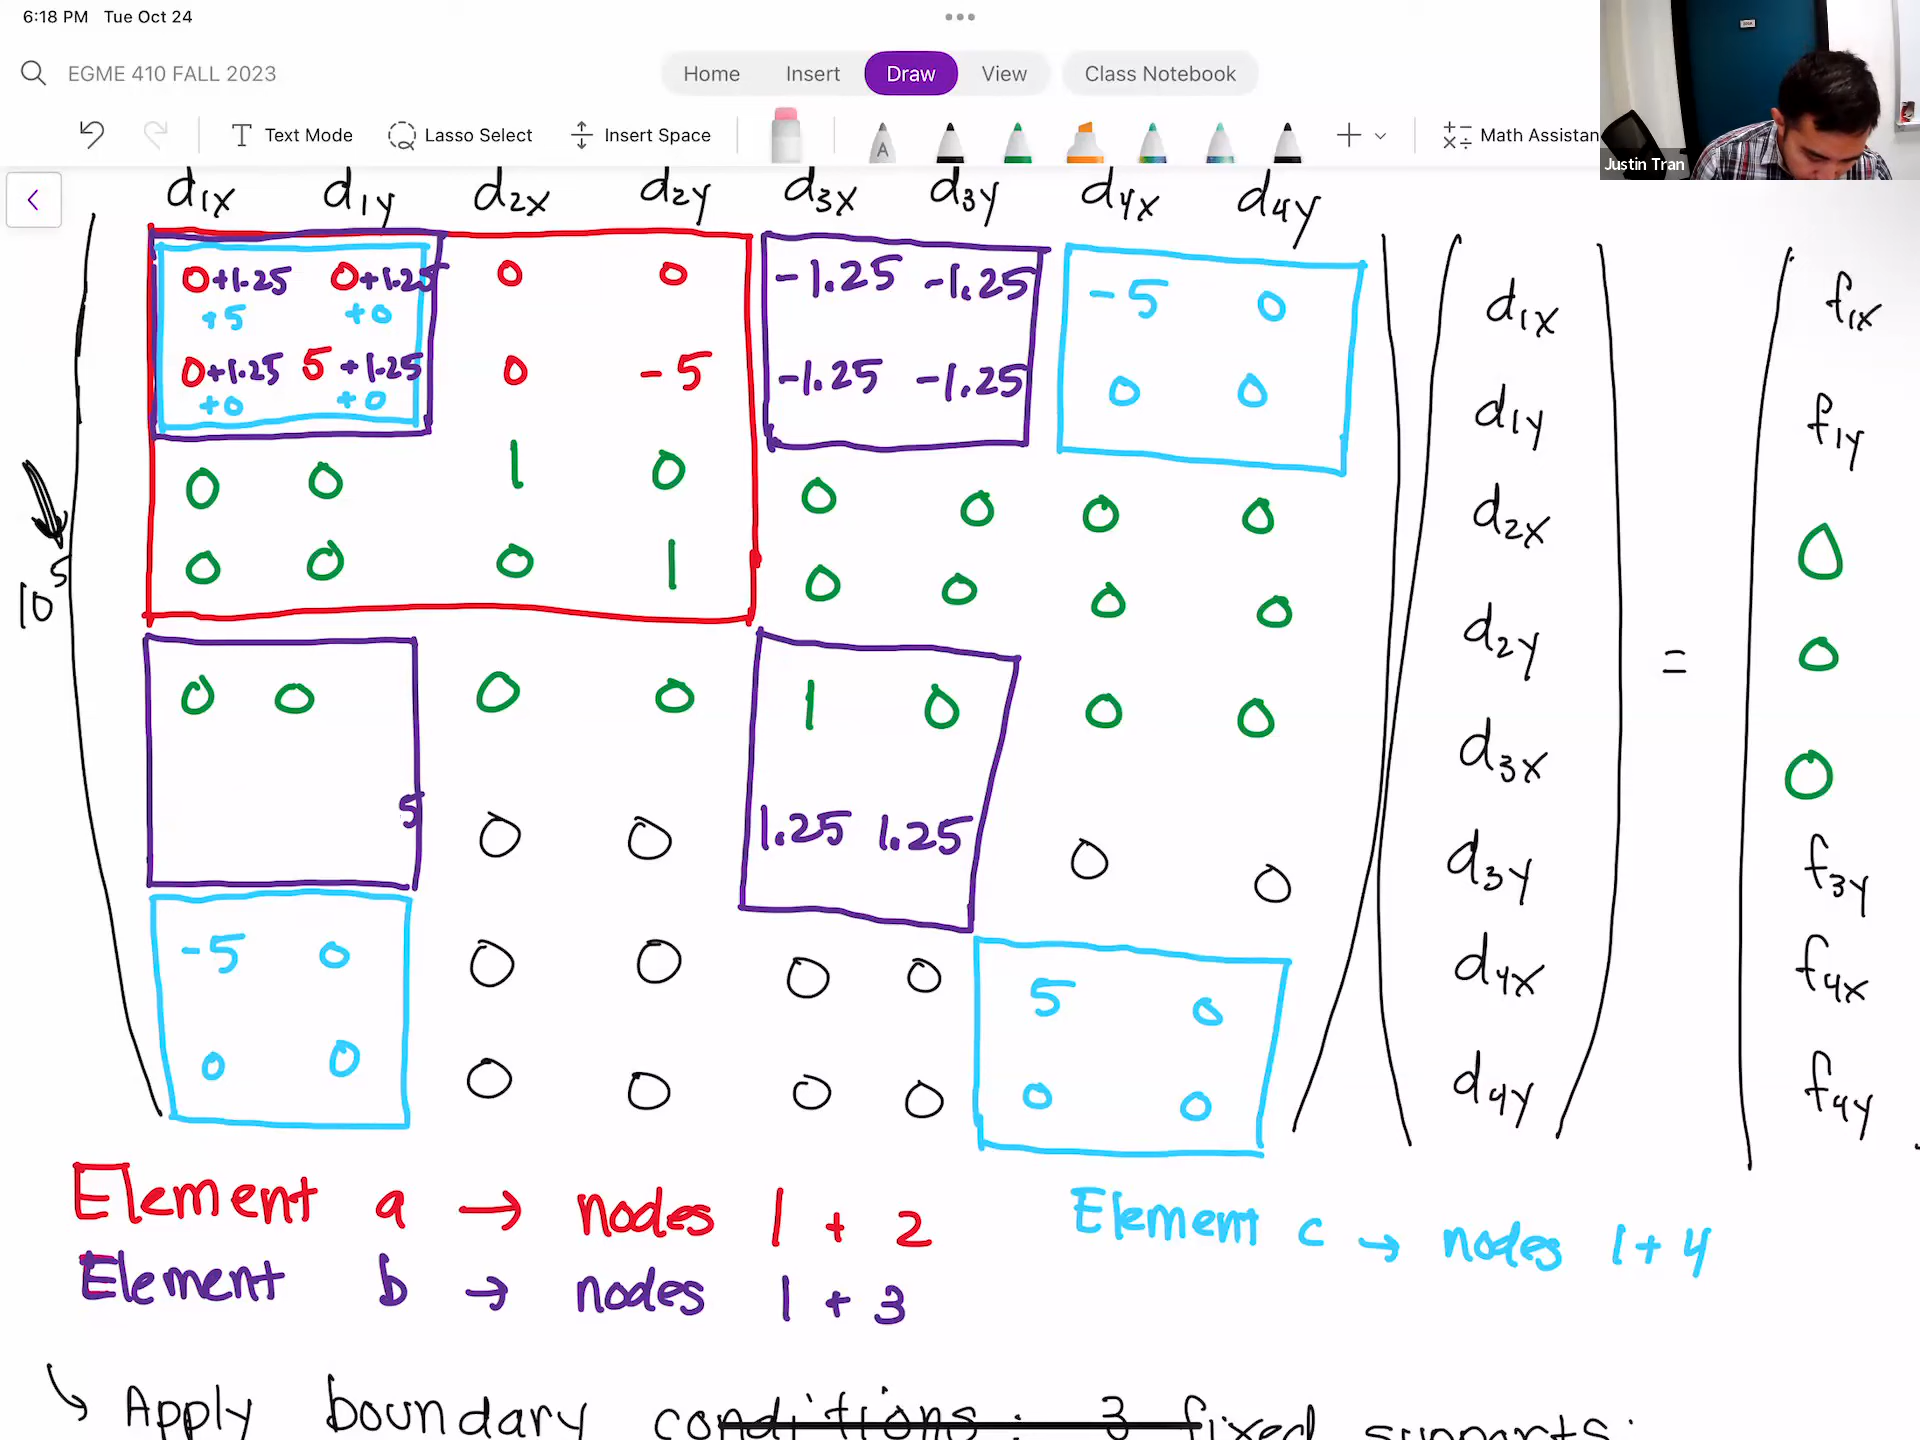 6:18 PM Tue Oct 24
EGME 410 FALL 2023
Home Insert Draw View Class Notebook
Text Mode Lasso Select Insert Space A Math Assistan
Justin Tran
d1x d1y d2x d2y d3x d3y d4x d4y
0+1.25 0+1.25 0 0 -1.25 -1.25 -5 0 d1x f1x
+5 +0
0+1.25 5+1.25 0 -5 -1.25 -1.25 0 0 d1y f1y
+0 +0
0 0 1 0 0 0 0 0 d2x 0
10^5 0 0 0 1 0 0 0 0 d2y = 0
0 0 0 0 1 0 0 0 d3x 0
5 0 0 1.25 1.25 0 0 d3y f3y
-5 0 0 0 0 0 5 0 d4x f4x
0 0 0 0 0 0 0 0 d4y f4y
Element a → nodes 1 + 2
Element b → nodes 1 + 3
Element c → nodes 1 + 4
↳ Apply boundary conditions: 3 fixed supports: